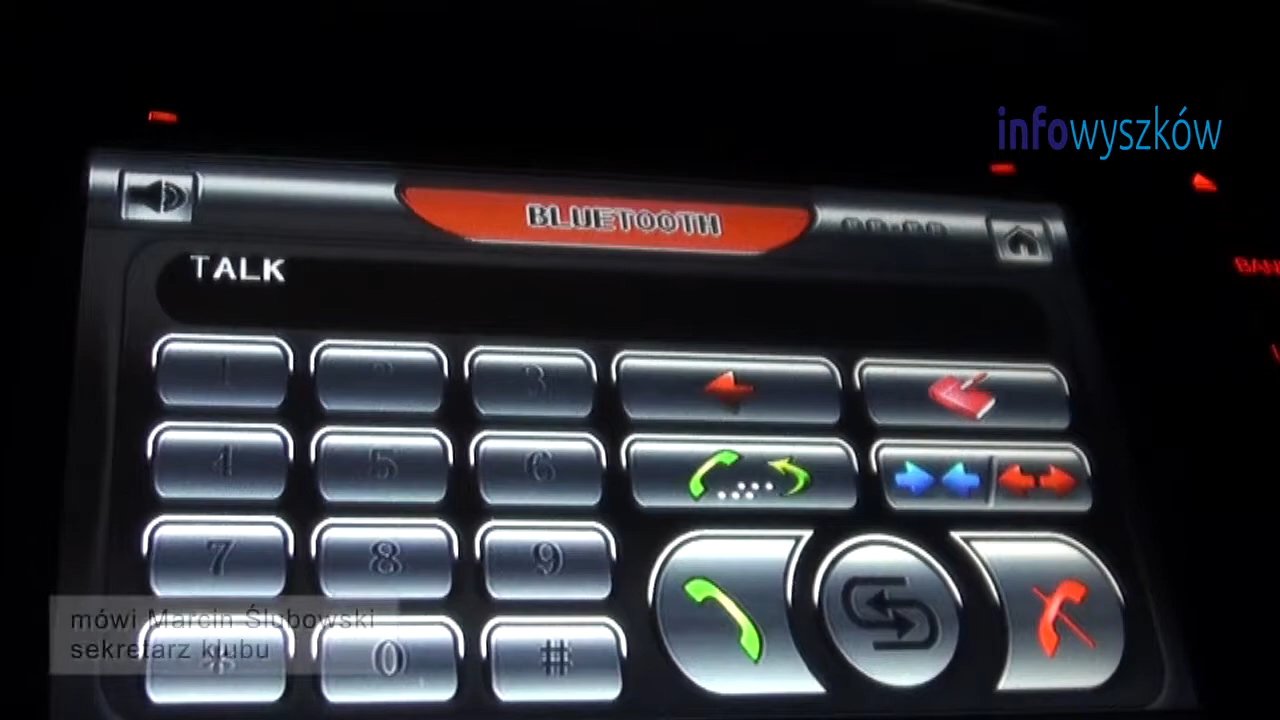 infowyszków
BLUETOOTH
TALK
1 2 3
4 5 6
7 8 9
* 0 #
mówi Marcin Ślubowski
sekretarz klubu